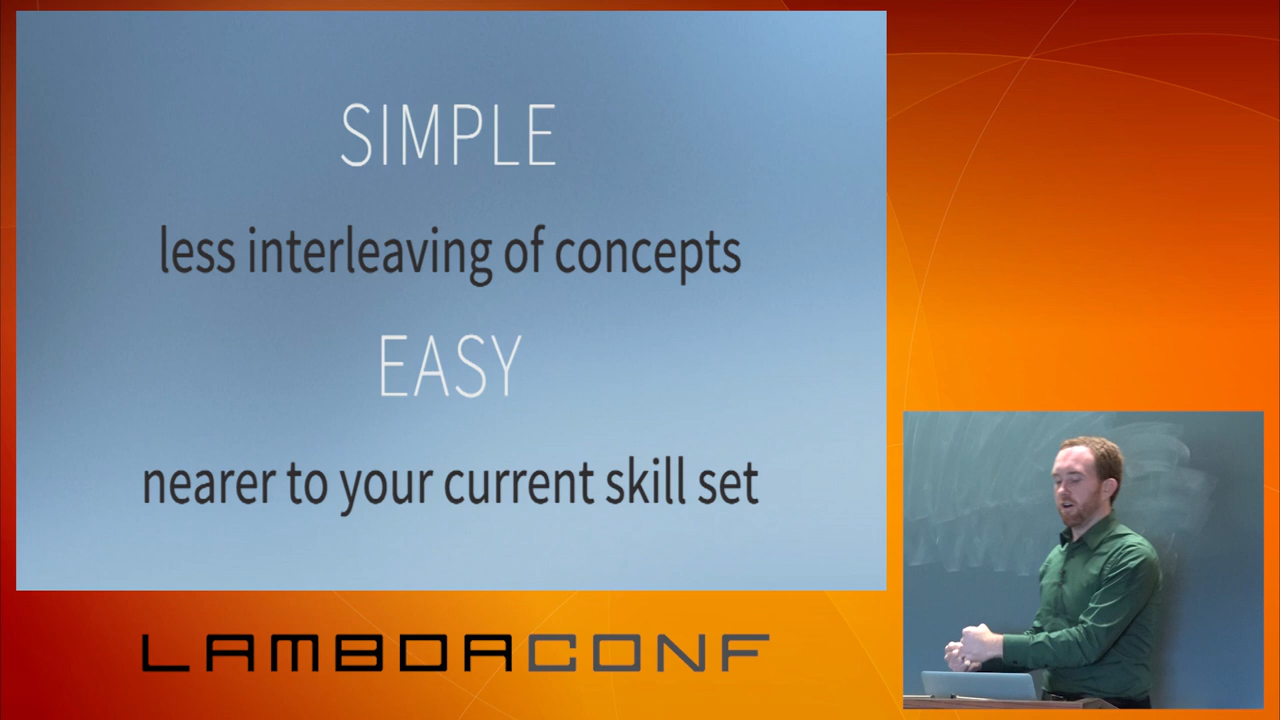 SIMPLE
less interleaving of concepts
EASY
nearer to your current skill set
LAMBDACONF